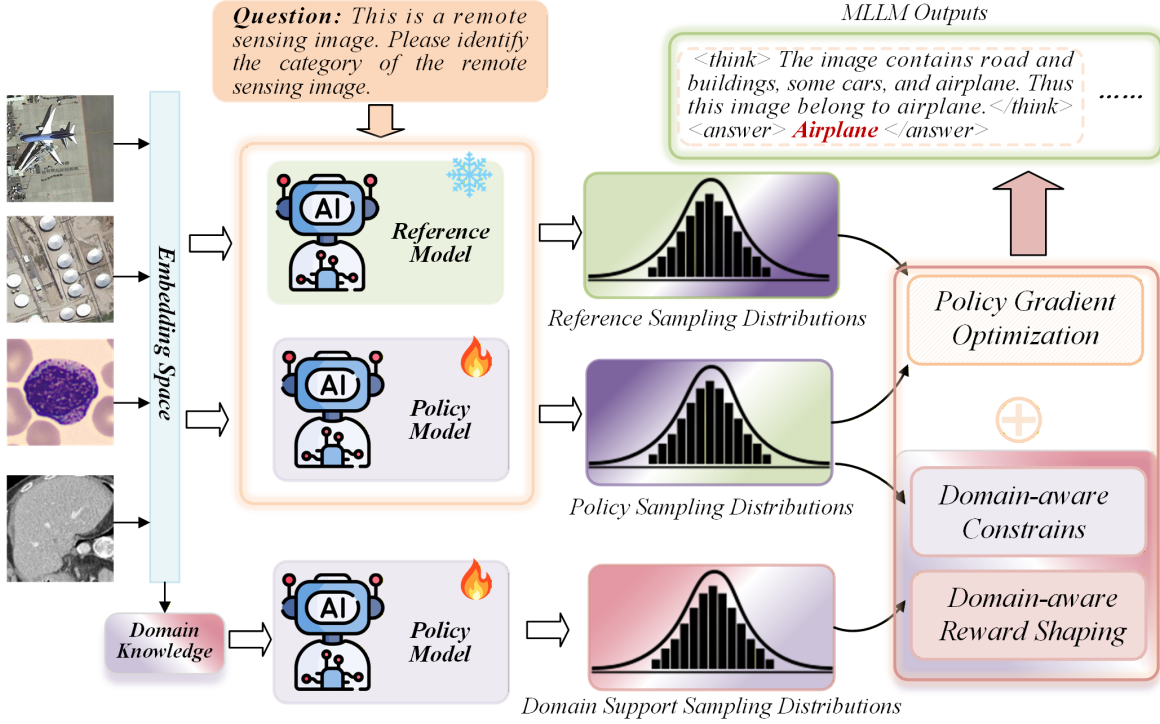 Question: This is a remote
sensing image. Please identify
the category of the remote
sensing image.
MLLM Outputs
<think> The image contains road and
buildings, some cars, and airplane. Thus
this image belong to airplane.</think>
<answer> Airplane </answer>
......
Embedding Space
AI
Reference
Model
Reference Sampling Distributions
Policy Gradient
Optimization
AI
Policy
Model
Policy Sampling Distributions
Domain-aware
Constrains
Domain
Knowledge
AI
Policy
Model
Domain-aware
Reward Shaping
Domain Support Sampling Distributions